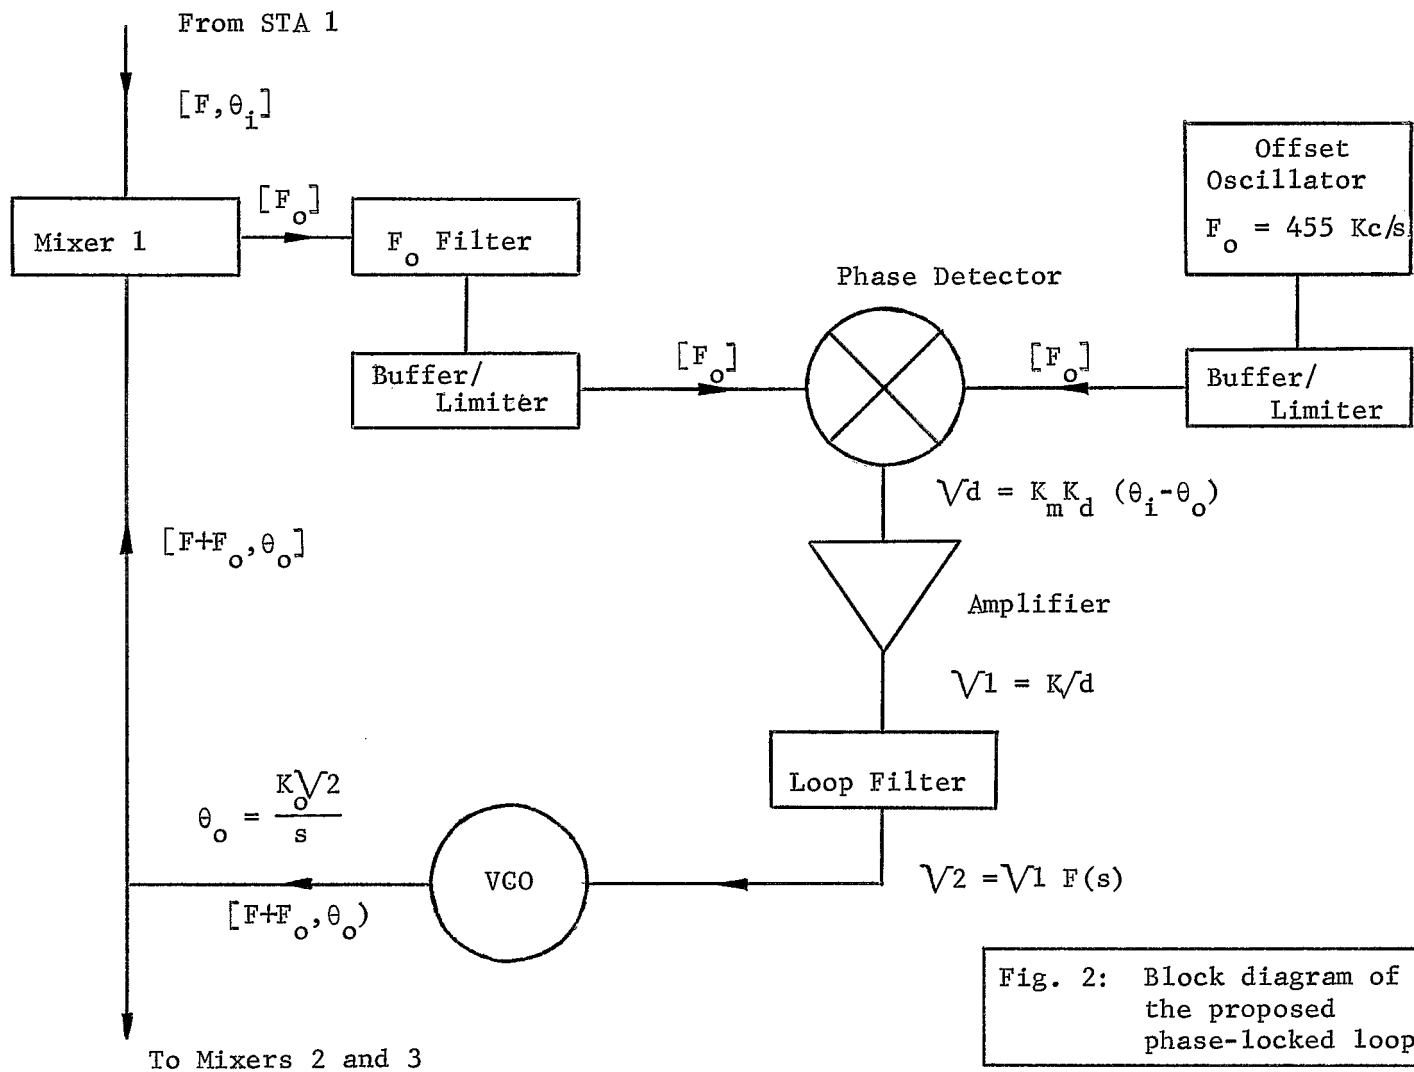 From STA 1
[F,θi]
[Fo]
Mixer 1
Fo Filter
Offset
Oscillator
Fo = 455 Kc/s
Phase Detector
Buffer/
Limiter
[Fo]
[Fo]
Buffer/
Limiter
Vd = KmKd (θi-θo)
[F+Fo,θo]
Amplifier
V1 = K/d
Loop Filter
θo = KoV2
s
VCO
V2 =V1 F(s)
[F+Fo,θo)
Fig. 2: Block diagram of
the proposed
phase-locked loop
To Mixers 2 and 3